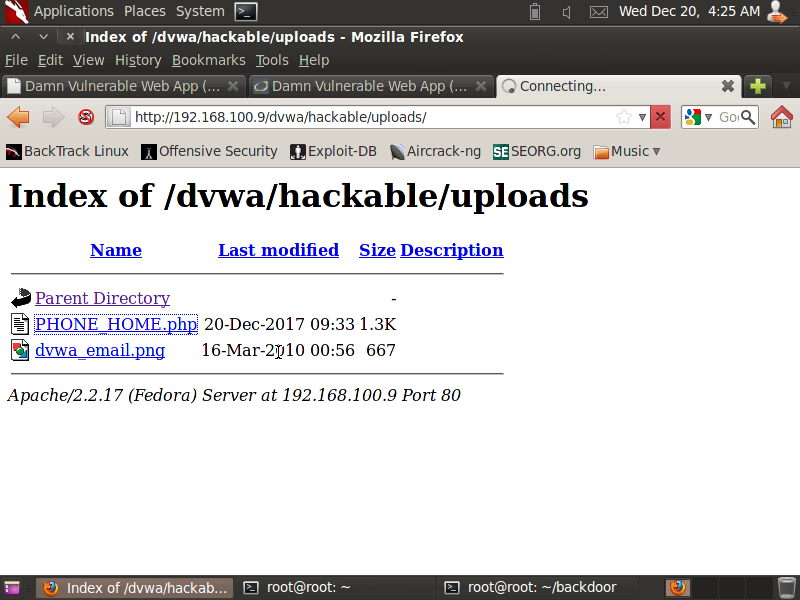 Applications Places System Wed Dec 20, 4:25 AM
Index of /dvwa/hackable/uploads - Mozilla Firefox
File Edit View History Bookmarks Tools Help
Damn Vulnerable Web App (... Damn Vulnerable Web App (... Connecting...
http://192.168.100.9/dvwa/hackable/uploads/ Go
BackTrack Linux Offensive Security Exploit-DB Aircrack-ng SE SEORG.org Music
Index of /dvwa/hackable/uploads
Name Last modified Size Description
Parent Directory -
PHONE_HOME.php 20-Dec-2017 09:33 1.3K
dvwa_email.png 16-Mar-2010 00:56 667
Apache/2.2.17 (Fedora) Server at 192.168.100.9 Port 80
Index of /dvwa/hackab... root@root: ~ root@root: ~/backdoor